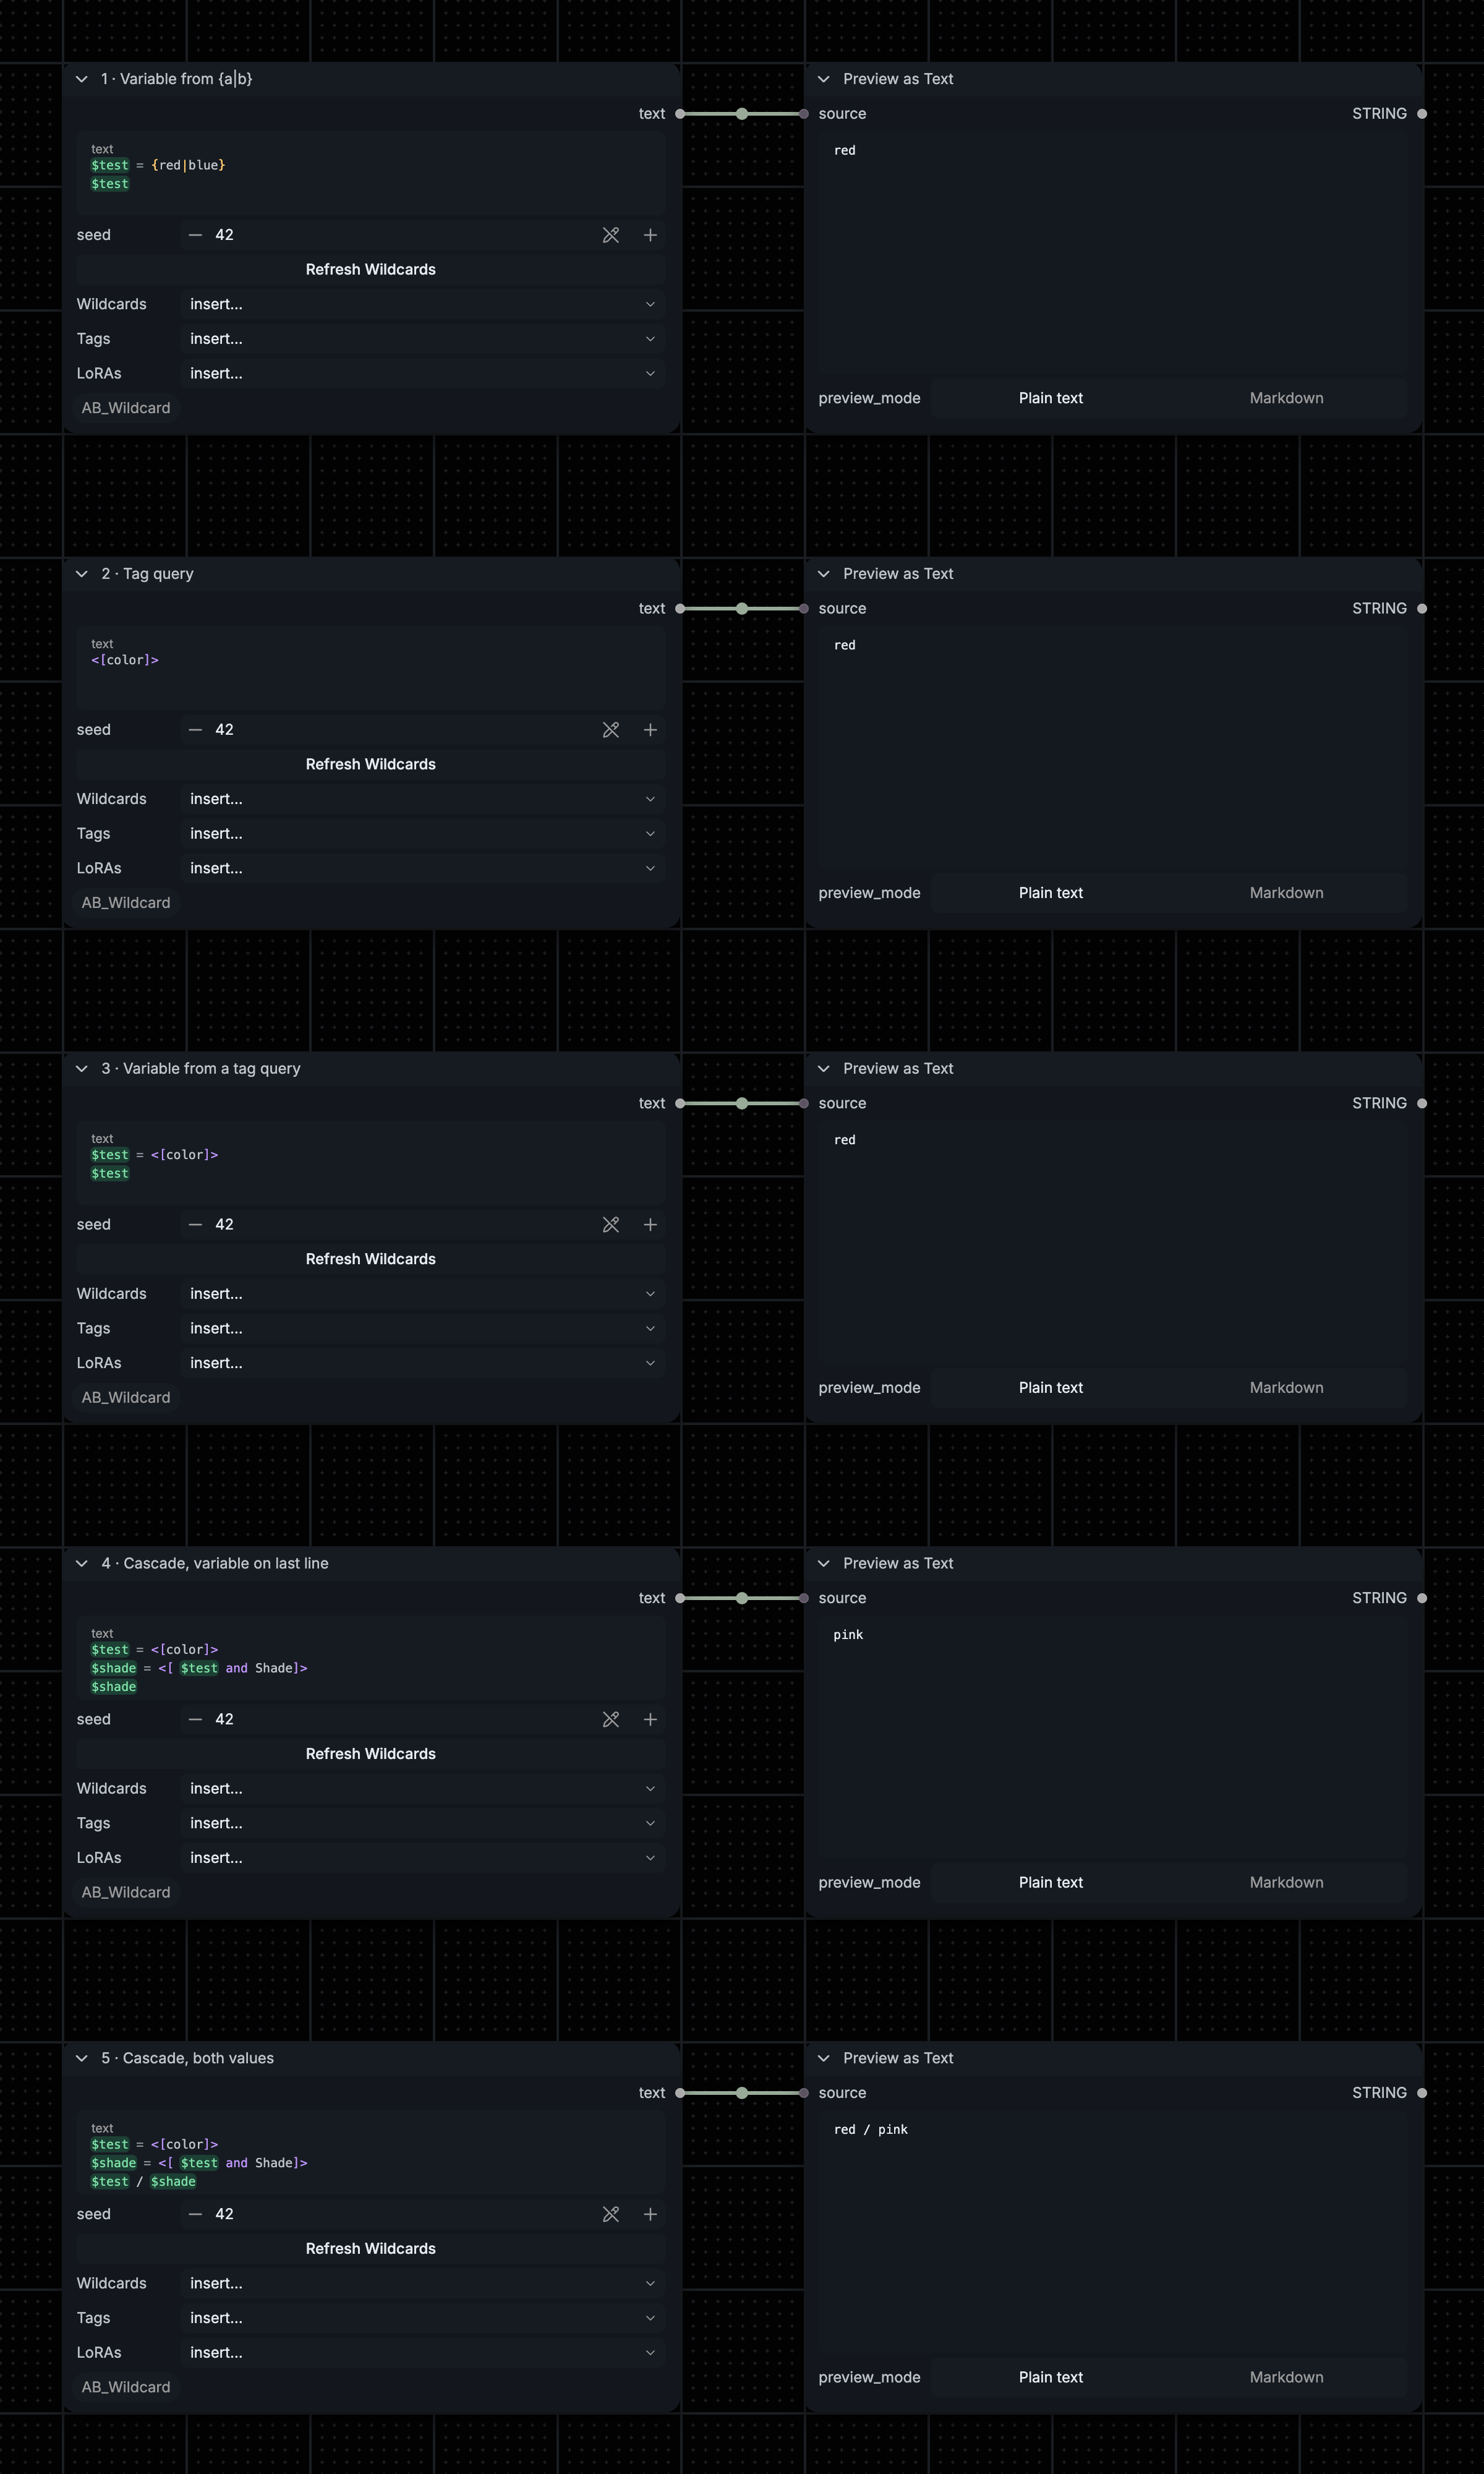 1 · Variable from {a|b}
text
text
$test = {red|blue}
$test
seed
42
Refresh Wildcards
Wildcards
insert...
Tags
insert...
LoRAs
insert...
AB_Wildcard
Preview as Text
source
STRING
red
preview_mode
Plain text
Markdown
2 · Tag query
text
text
<[color]>
seed
42
Refresh Wildcards
Wildcards
insert...
Tags
insert...
LoRAs
insert...
AB_Wildcard
Preview as Text
source
STRING
red
preview_mode
Plain text
Markdown
3 · Variable from a tag query
text
text
$test = <[color]>
$test
seed
42
Refresh Wildcards
Wildcards
insert...
Tags
insert...
LoRAs
insert...
AB_Wildcard
Preview as Text
source
STRING
red
preview_mode
Plain text
Markdown
4 · Cascade, variable on last line
text
text
$test = <[color]>
$shade = <[ $test and Shade]>
$shade
seed
42
Refresh Wildcards
Wildcards
insert...
Tags
insert...
LoRAs
insert...
AB_Wildcard
Preview as Text
source
STRING
pink
preview_mode
Plain text
Markdown
5 · Cascade, both values
text
text
$test = <[color]>
$shade = <[ $test and Shade]>
$test / $shade
seed
42
Refresh Wildcards
Wildcards
insert...
Tags
insert...
LoRAs
insert...
AB_Wildcard
Preview as Text
source
STRING
red / pink
preview_mode
Plain text
Markdown